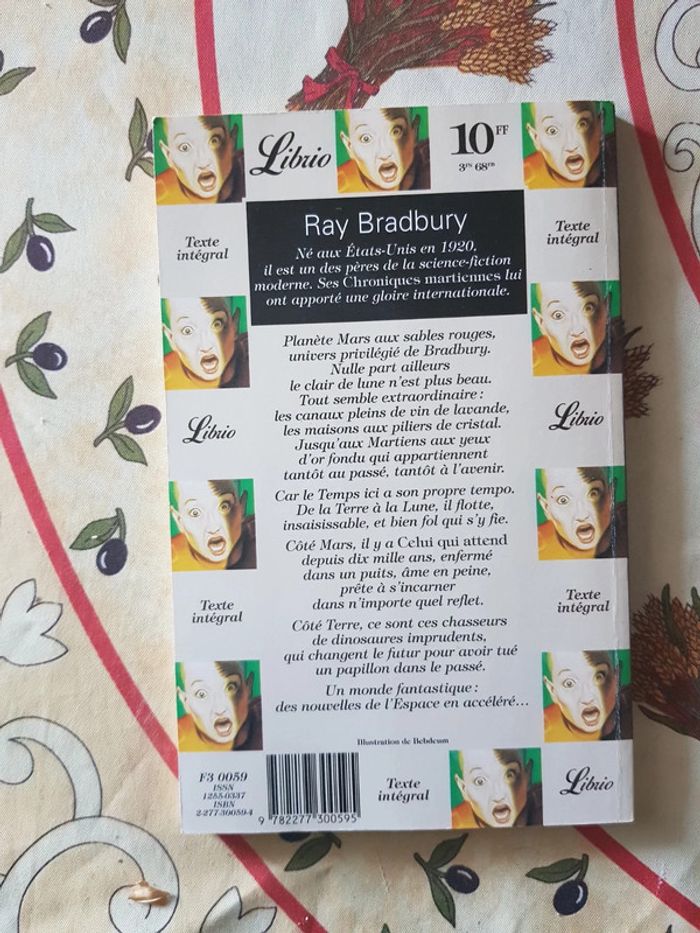 Librio
10 FF
3FS 68FB
Ray Bradbury
Né aux États-Unis en 1920,
il est un des pères de la science-fiction
moderne. Ses Chroniques martiennes lui
ont apporté une gloire internationale.
Texte
intégral
Texte
intégral
Planète Mars aux sables rouges,
univers privilégié de Bradbury.
Nulle part ailleurs
le clair de lune n'est plus beau.
Tout semble extraordinaire :
les canaux pleins de vin de lavande,
les maisons aux piliers de cristal.
Jusqu'aux Martiens aux yeux
d'or fondu qui appartiennent
tantôt au passé, tantôt à l'avenir.
Librio
Librio
Car le Temps ici a son propre tempo.
De la Terre à la Lune, il flotte,
insaisissable, et bien fol qui s'y fie.
Côté Mars, il y a Celui qui attend
depuis dix mille ans, enfermé
dans un puits, âme en peine,
prête à s'incarner
dans n'importe quel reflet.
Texte
intégral
Texte
intégral
Côté Terre, ce sont ces chasseurs
de dinosaures imprudents,
qui changent le futur pour avoir tué
un papillon dans le passé.
Un monde fantastique :
des nouvelles de l'Espace en accéléré...
Illustration de Bebdeum
F3 0059
ISSN
1255-0337
ISBN
2-277-30059-4
9 782277 300595
Texte
intégral
Librio